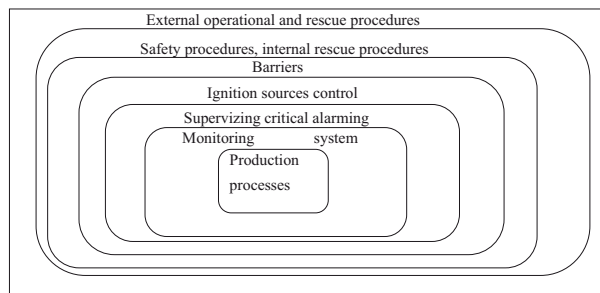 External operational and rescue procedures
Safety procedures, internal rescue procedures
Barriers
Ignition sources control
Supervizing critical alarming
Monitoring system
Production
processes